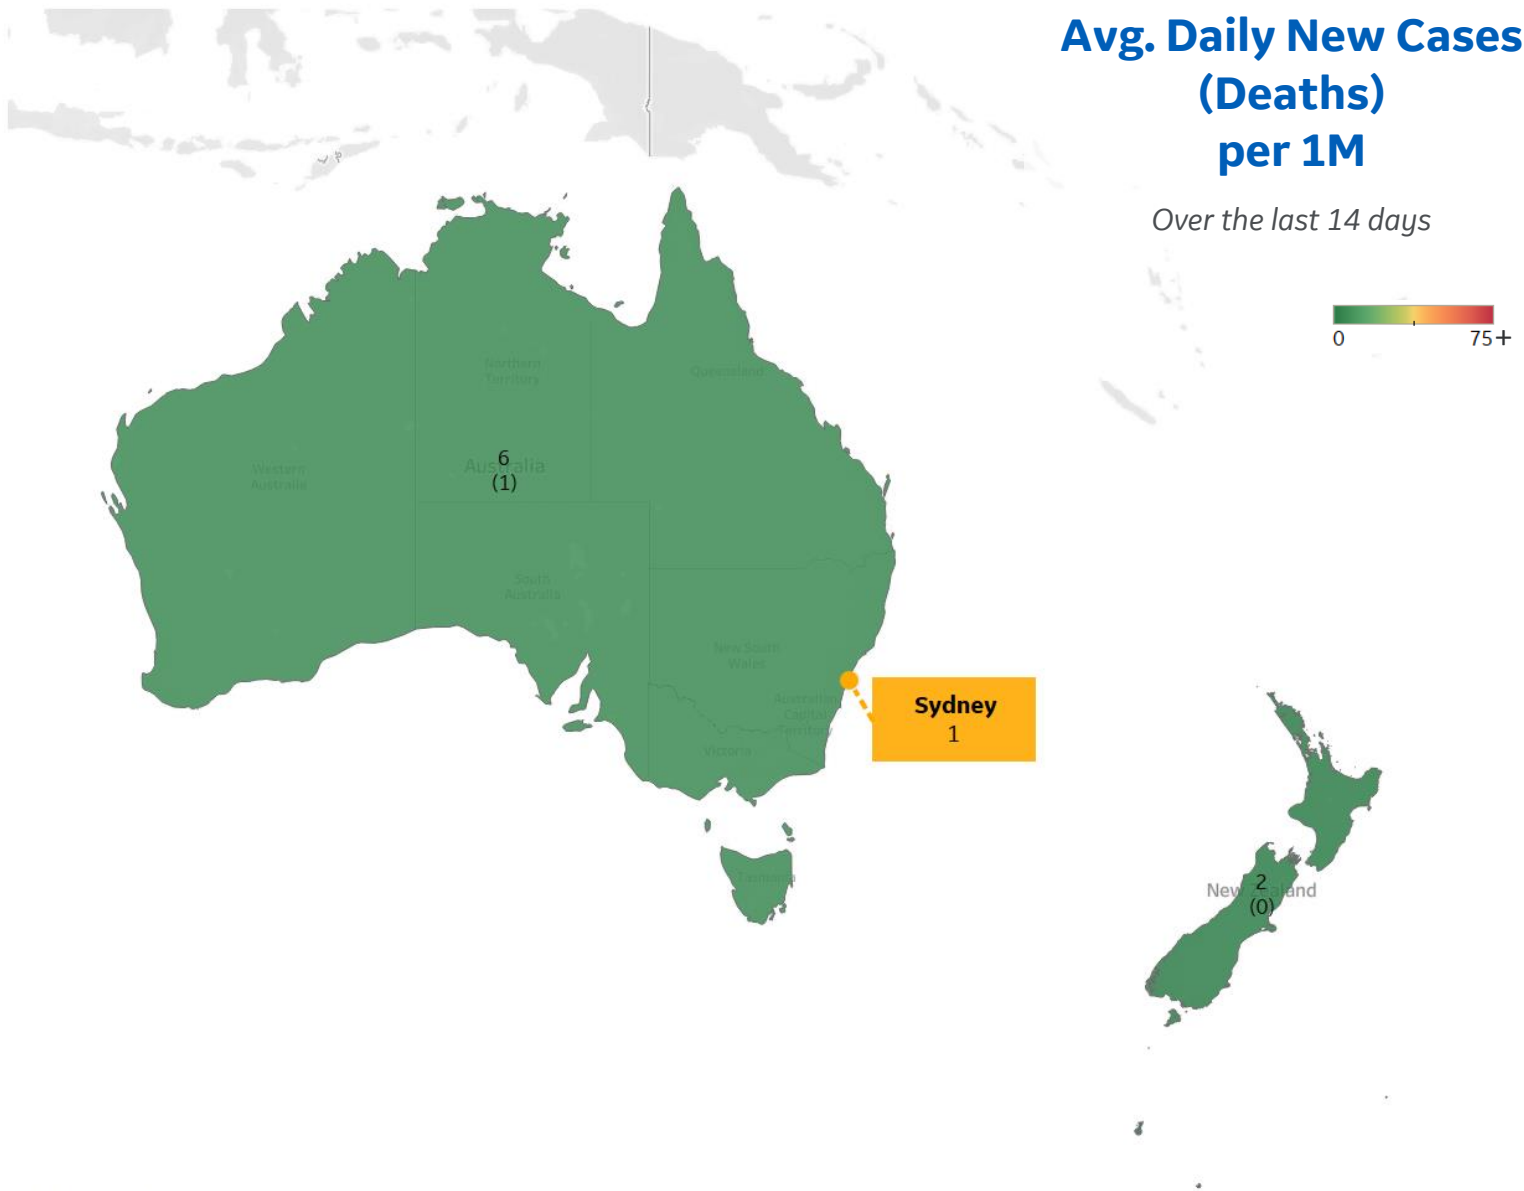 Avg. Daily New Cases
(Deaths)
per 1M
Over the last 14 days
0
75+
Northern
Territory
Queensland
6
Australia
(1)
Western
Australia
South
Australia
New South
Wales
Sydney
1
Australian
Capital
Territory
Victoria
Tasmania
2
New Zealand
(0)